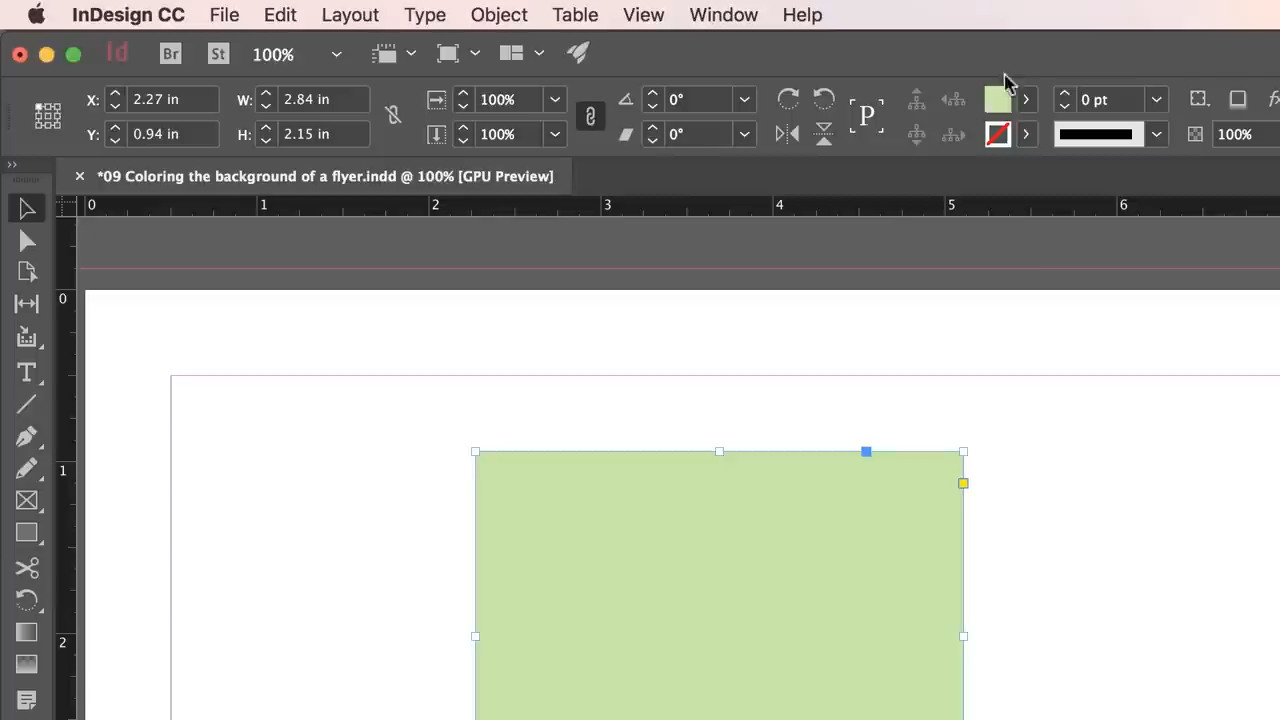 InDesign CC File Edit Layout Type Object Table View Window Help
Id Br St 100%
X: 2.27 in W: 2.84 in 100% 0° P 0 pt fx
Y: 0.94 in H: 2.15 in 100% 0° 100%
*09 Coloring the background of a flyer.indd @ 100% [GPU Preview]
0 1 2 3 4 5 6
0
T
1
2